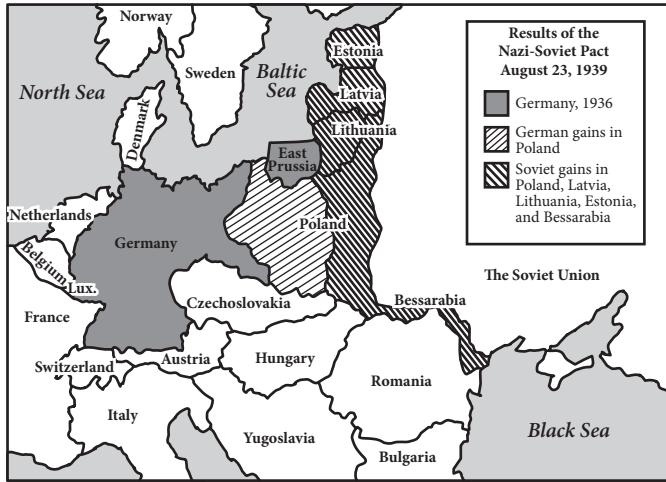 Norway
Sweden
North Sea
Baltic
Sea
Denmark
Estonia
Latvia
Lithuania
East
Prussia
Netherlands
Belgium
Lux.
Germany
Poland
France
Czechoslovakia
Switzerland
Austria
Hungary
Bessarabia
The Soviet Union
Romania
Italy
Yugoslavia
Bulgaria
Black Sea
Results of the
Nazi-Soviet Pact
August 23, 1939
Germany, 1936
German gains in
Poland
Soviet gains in
Poland, Latvia,
Lithuania, Estonia,
and Bessarabia